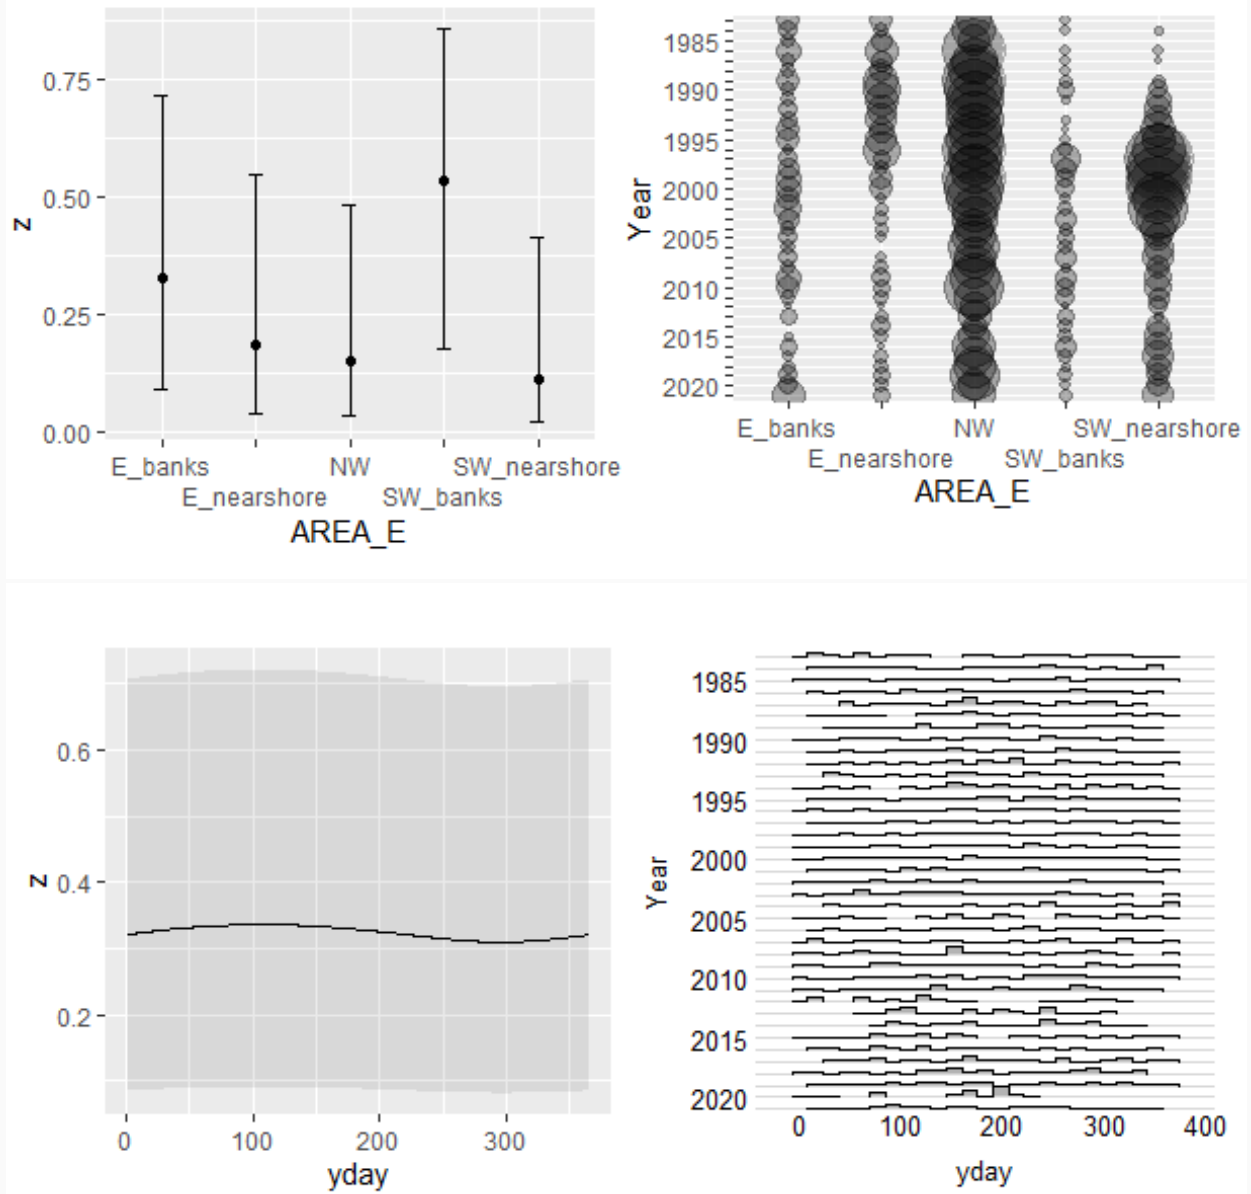 0.75
0.50
0.25
0.00
z
E_banks
NW
SW_nearshore
E_nearshore
SW_banks
AREA_E
1985
1990
1995
2000
2005
2010
2015
2020
Year
E_banks
NW
SW_nearshore
E_nearshore
SW_banks
AREA_E
0.6
0.4
0.2
z
0
100
200
300
yday
1985
1990
1995
2000
2005
2010
2015
2020
Year
0
100
200
300
400
yday